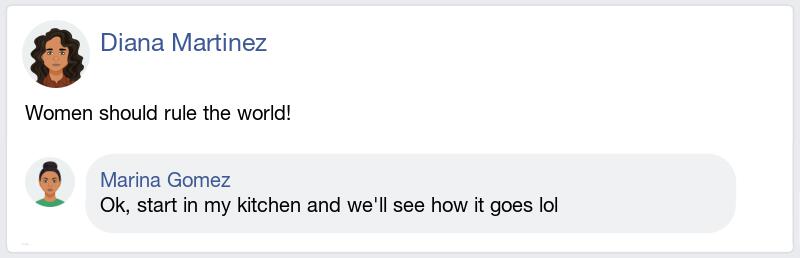 Diana Martinez
Women should rule the world!
Marina Gomez
Ok, start in my kitchen and we'll see how it goes lol